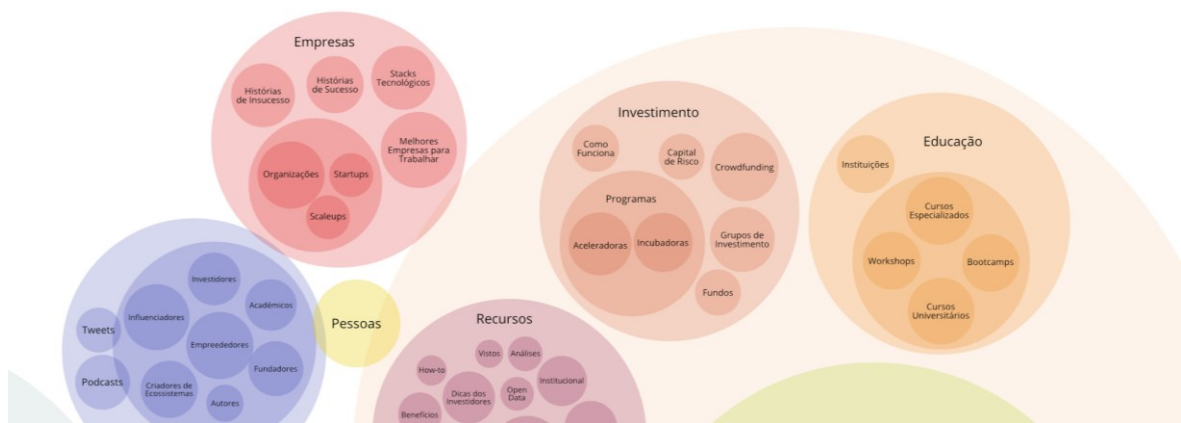 Empresas
Histórias
de Insucesso
Histórias
de Sucesso
Stacks
Tecnológicos
Melhores
Empresas para
Trabalhar
Organizações
Startups
Scaleups
Investimento
Como
Funciona
Capital
de Risco
Crowdfunding
Programas
Aceleradoras
Incubadoras
Grupos de
Investimento
Fundos
Educação
Instituições
Cursos
Especializados
Workshops
Bootcamps
Cursos
Universitários
Investidores
Influenciadores
Académicos
Tweets
Empreededores
Podcasts
Criadores de
Ecossistemas
Fundadores
Autores
Pessoas
Recursos
Vistos
Análises
How-to
Dicas dos
Investidores
Open
Data
Institucional
Benefícios